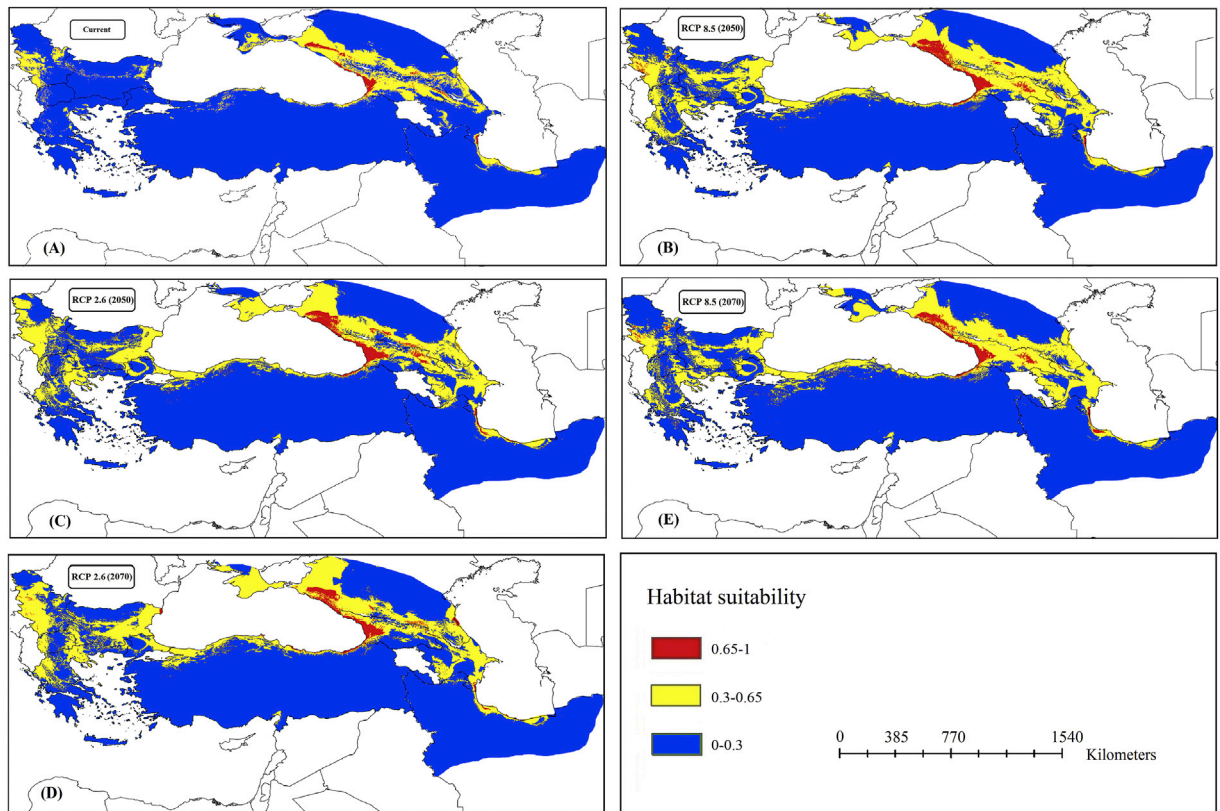 Current
(A)
RCP 8.5 (2050)
(B)
RCP 2.6 (2050)
(C)
RCP 8.5 (2070)
(E)
RCP 2.6 (2070)
(D)
Habitat suitability
0.65-1
0.3-0.65
0-0.3
0 385 770 1540
Kilometers